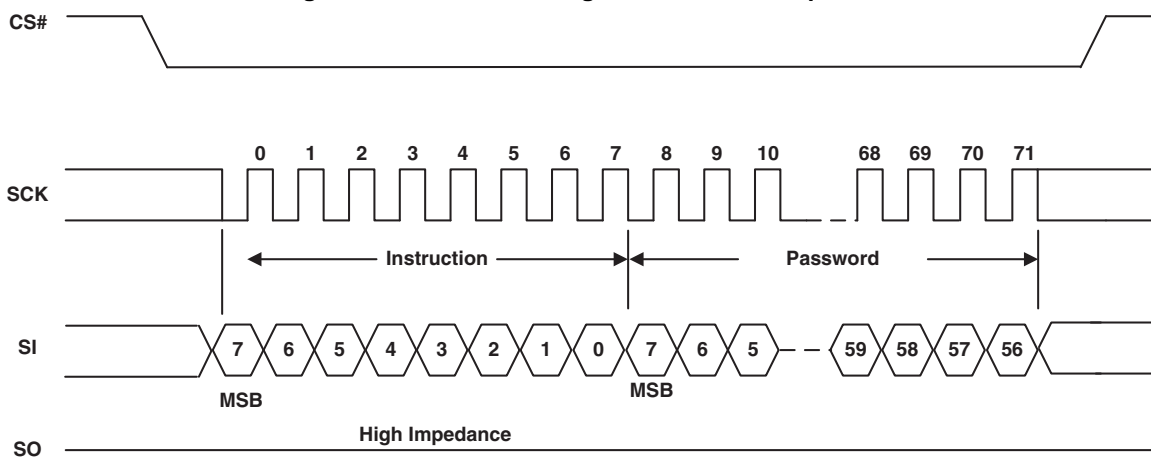 CS#
0 1 2 3 4 5 6 7 8 9 10 68 69 70 71
SCK
Instruction Password
SI 7 6 5 4 3 2 1 0 7 6 5 59 58 57 56
MSB MSB
High Impedance
SO